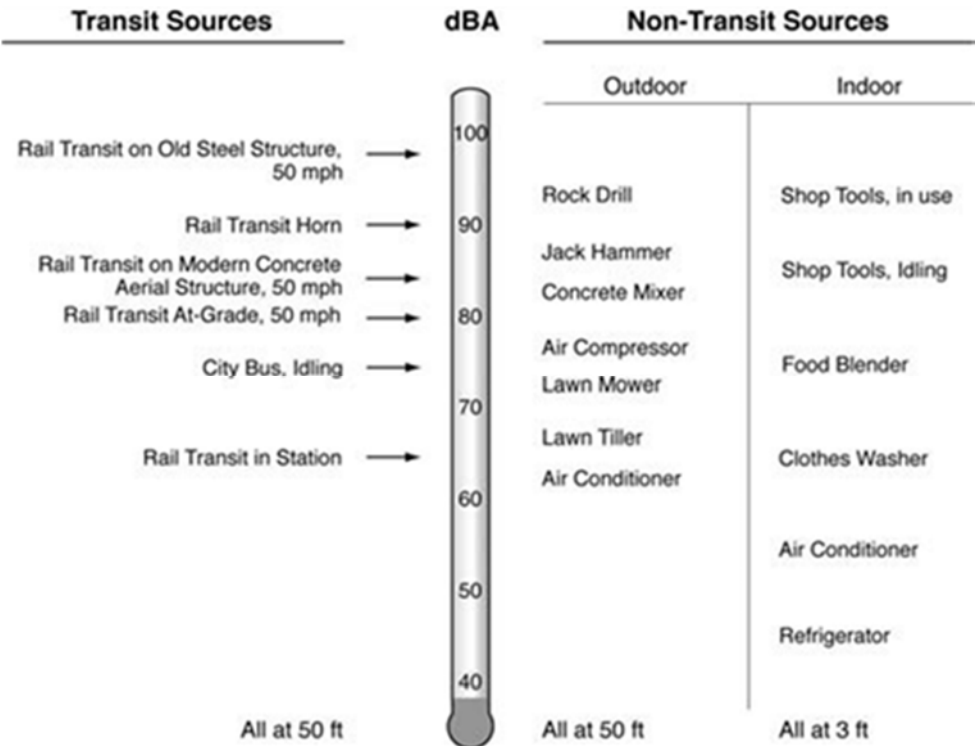 Transit Sources
dBA
Non-Transit Sources
Outdoor
Indoor
Rail Transit on Old Steel Structure,
50 mph
Rail Transit Horn
Rail Transit on Modern Concrete
Aerial Structure, 50 mph
Rail Transit At-Grade, 50 mph
City Bus, Idling
Rail Transit in Station
All at 50 ft
100
90
80
70
60
50
40
Rock Drill
Jack Hammer
Concrete Mixer
Air Compressor
Lawn Mower
Lawn Tiller
Air Conditioner
All at 50 ft
Shop Tools, in use
Shop Tools, Idling
Food Blender
Clothes Washer
Air Conditioner
Refrigerator
All at 3 ft